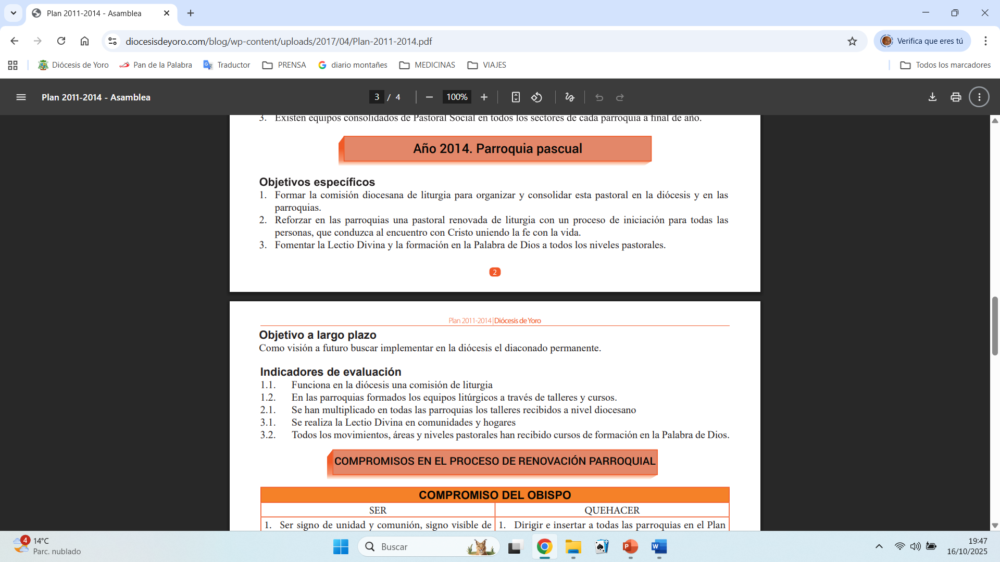 Plan 2011-2014 - Asamblea
diocesisdeyoro.com/blog/wp-content/uploads/2017/04/Plan-2011-2014.pdf
Verifica que eres tú
Diócesis de Yoro
Pan de la Palabra
Traductor
PRENSA
diario montañes
MEDICINAS
VIAJES
Todos los marcadores
Plan 2011-2014 - Asamblea
3 / 4
100%
3. Existen equipos consolidados de Pastoral Social en todos los sectores de cada parroquia a final de año.
Año 2014. Parroquia pascual
Objetivos específicos
1. Formar la comisión diocesana de liturgia para organizar y consolidar esta pastoral en la diócesis y en las
parroquias.
2. Reforzar en las parroquias una pastoral renovada de liturgia con un proceso de iniciación para todas las
personas, que conduzca al encuentro con Cristo uniendo la fe con la vida.
3. Fomentar la Lectio Divina y la formación en la Palabra de Dios a todos los niveles pastorales.
2
Plan 2011-2014|Diócesis de Yoro
Objetivo a largo plazo
Como visión a futuro buscar implementar en la diócesis el diaconado permanente.
Indicadores de evaluación
1.1. Funciona en la diócesis una comisión de liturgia
1.2. En las parroquias formados los equipos litúrgicos a través de talleres y cursos.
2.1. Se han multiplicado en todas las parroquias los talleres recibidos a nivel diocesano
3.1. Se realiza la Lectio Divina en comunidades y hogares
3.2. Todos los movimientos, áreas y niveles pastorales han recibido cursos de formación en la Palabra de Dios.
COMPROMISOS EN EL PROCESO DE RENOVACIÓN PARROQUIAL
COMPROMISO DEL OBISPO
SER
QUEHACER
1. Ser signo de unidad y comunión, signo visible de
1. Dirigir e insertar a todas las parroquias en el Plan
4
14°C
Parc. nublado
Buscar
19:47
16/10/2025